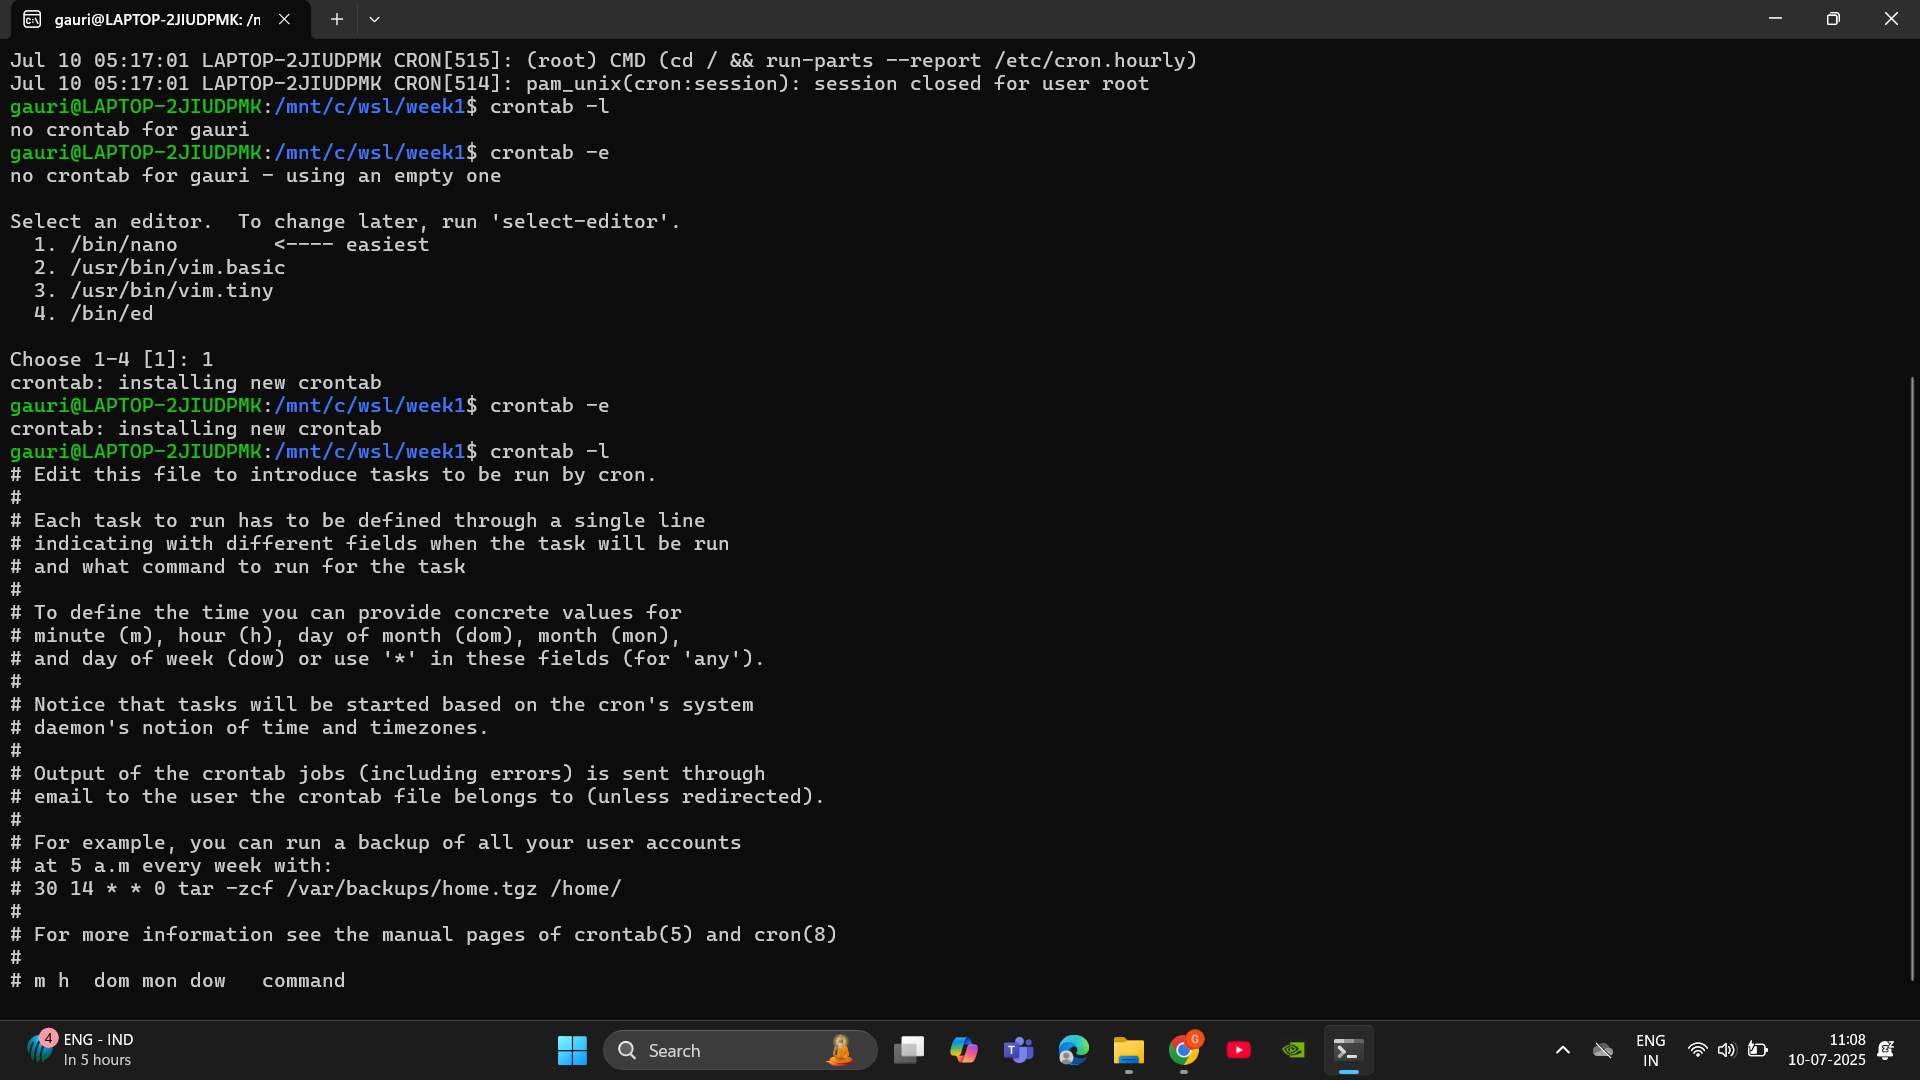 gauri@LAPTOP-2JIUDPMK: /n
Jul 10 05:17:01 LAPTOP-2JIUDPMK CRON[515]: (root) CMD (cd / && run-parts --report /etc/cron.hourly)
Jul 10 05:17:01 LAPTOP-2JIUDPMK CRON[514]: pam_unix(cron:session): session closed for user root
gauri@LAPTOP-2JIUDPMK:/mnt/c/wsl/week1$ crontab -l
no crontab for gauri
gauri@LAPTOP-2JIUDPMK:/mnt/c/wsl/week1$ crontab -e
no crontab for gauri - using an empty one

Select an editor.  To change later, run 'select-editor'.
  1. /bin/nano        <---- easiest
  2. /usr/bin/vim.basic
  3. /usr/bin/vim.tiny
  4. /bin/ed

Choose 1-4 [1]: 1
crontab: installing new crontab
gauri@LAPTOP-2JIUDPMK:/mnt/c/wsl/week1$ crontab -e
crontab: installing new crontab
gauri@LAPTOP-2JIUDPMK:/mnt/c/wsl/week1$ crontab -l
# Edit this file to introduce tasks to be run by cron.
#
# Each task to run has to be defined through a single line
# indicating with different fields when the task will be run
# and what command to run for the task
#
# To define the time you can provide concrete values for
# minute (m), hour (h), day of month (dom), month (mon),
# and day of week (dow) or use '*' in these fields (for 'any').
#
# Notice that tasks will be started based on the cron's system
# daemon's notion of time and timezones.
#
# Output of the crontab jobs (including errors) is sent through
# email to the user the crontab file belongs to (unless redirected).
#
# For example, you can run a backup of all your user accounts
# at 5 a.m every week with:
# 30 14 * * 0 tar -zcf /var/backups/home.tgz /home/
#
# For more information see the manual pages of crontab(5) and cron(8)
#
# m h  dom mon dow   command
4
ENG - IND
In 5 hours
Search
G
ENG
IN
11:08
10-07-2025